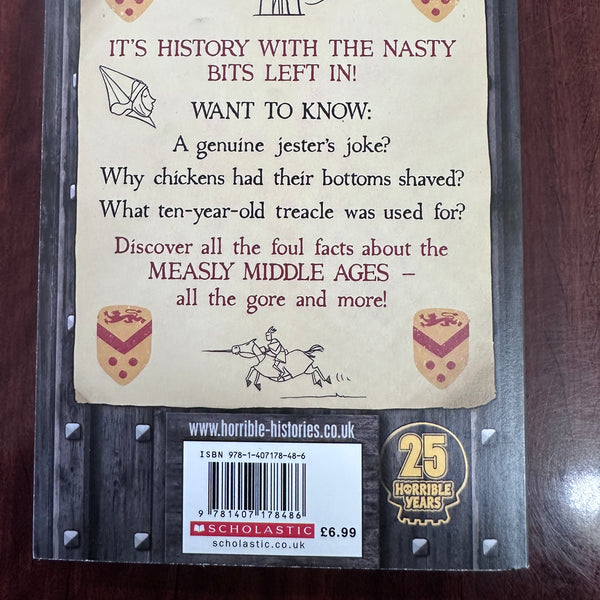 IT'S HISTORY WITH THE NASTY
BITS LEFT IN!
WANT TO KNOW:
A genuine jester's joke?
Why chickens had their bottoms shaved?
What ten-year-old treacle was used for?
Discover all the foul facts about the
MEASLY MIDDLE AGES –
all the gore and more!
www.horrible-histories.co.uk
ISBN 978-1-407178-48-6
9 781407 178486
SCHOLASTIC £6.99
scholastic.co.uk
25
HORRIBLE
YEARS